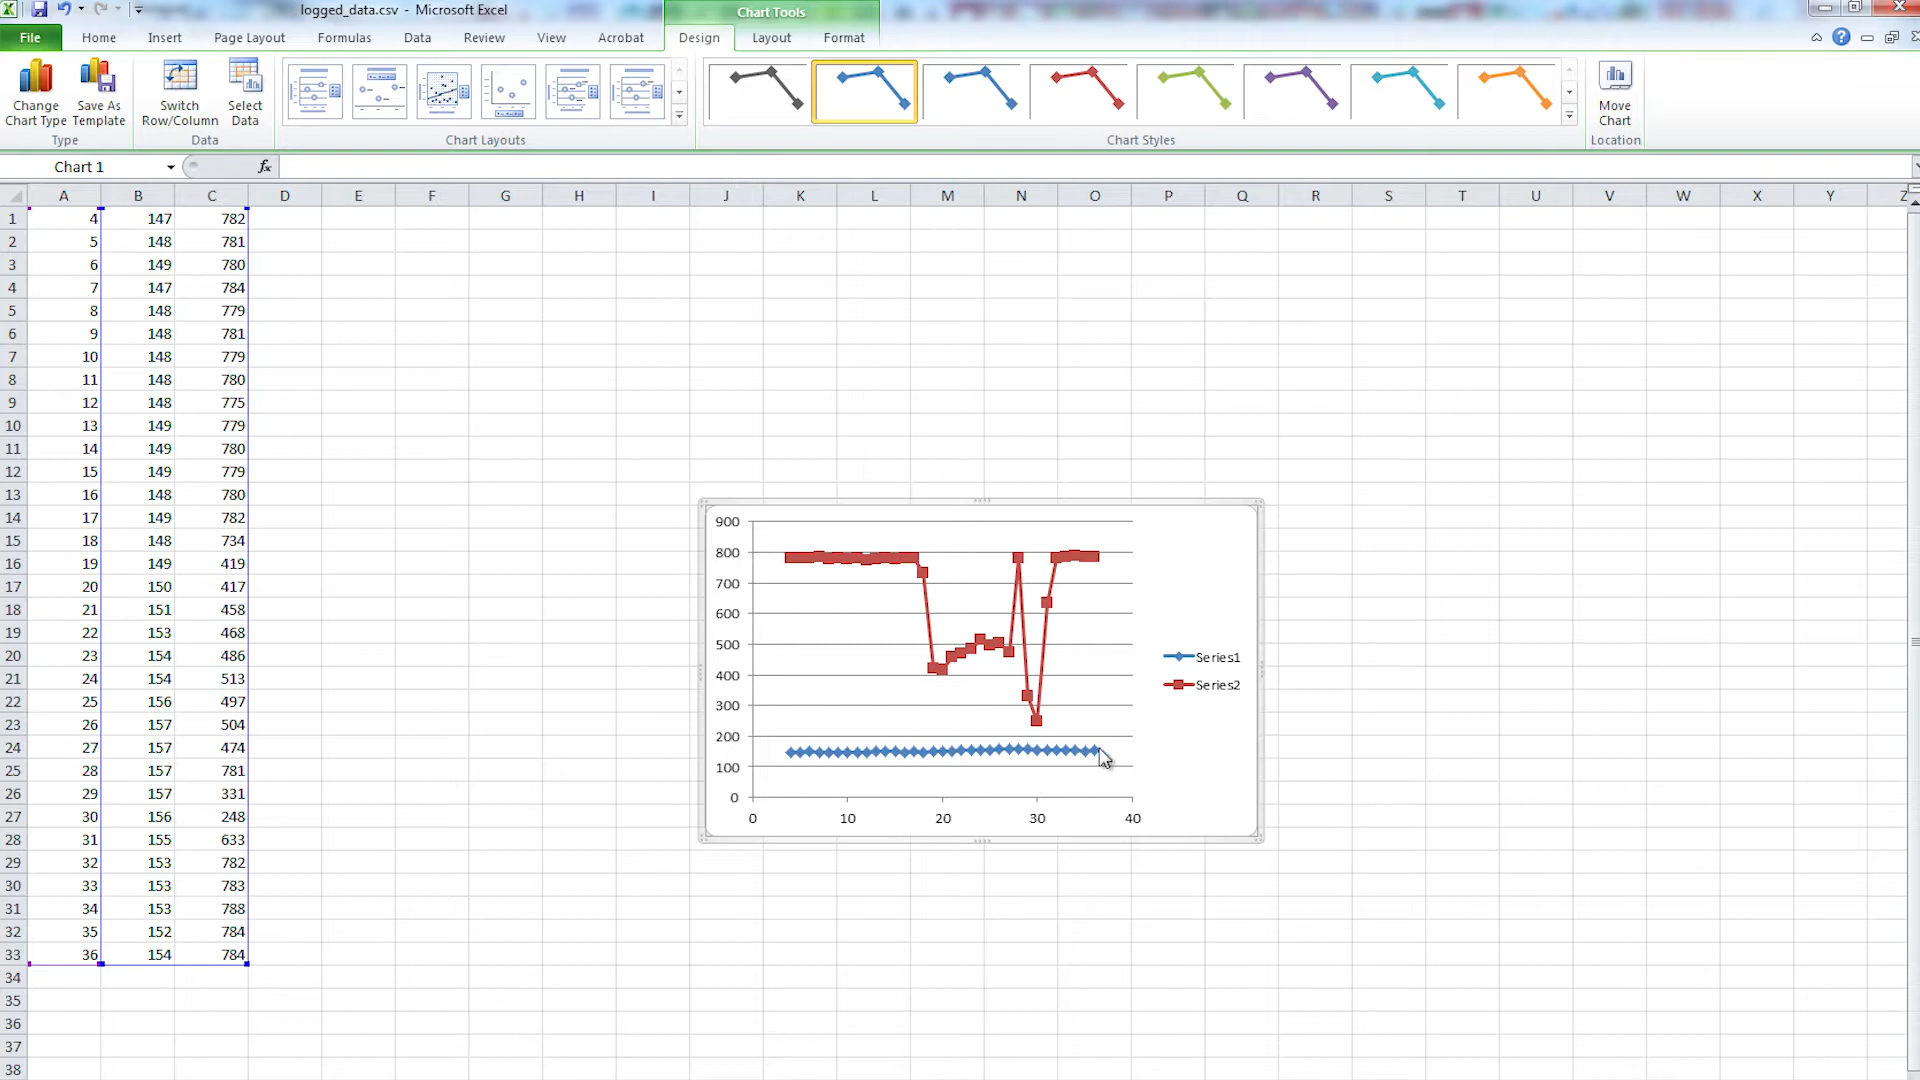 logged_data.csv - Microsoft Excel
Chart Tools
File Home Insert Page Layout Formulas Data Review View Acrobat Design Layout Format
Change Chart Type
Save As Template
Switch Row/Column
Select Data
Move Chart
Type
Data
Chart Layouts
Chart Styles
Location
Chart 1
fx
A B C D E F G H I J K L M N O P Q R S T U V W X Y Z
1 4 147 782
2 5 148 781
3 6 149 780
4 7 147 784
5 8 148 779
6 9 148 781
7 10 148 779
8 11 148 780
9 12 148 775
10 13 149 779
11 14 149 780
12 15 149 779
13 16 148 780
14 17 149 782
15 18 148 734
16 19 149 419
17 20 150 417
18 21 151 458
19 22 153 468
20 23 154 486
21 24 154 513
22 25 156 497
23 26 157 504
24 27 157 474
25 28 157 781
26 29 157 331
27 30 156 248
28 31 155 633
29 32 153 782
30 33 153 783
31 34 153 788
32 35 152 784
33 36 154 784
34
35
36
37
38
900
800
700
600
500
400
300
200
100
0
0 10 20 30 40
Series1
Series2